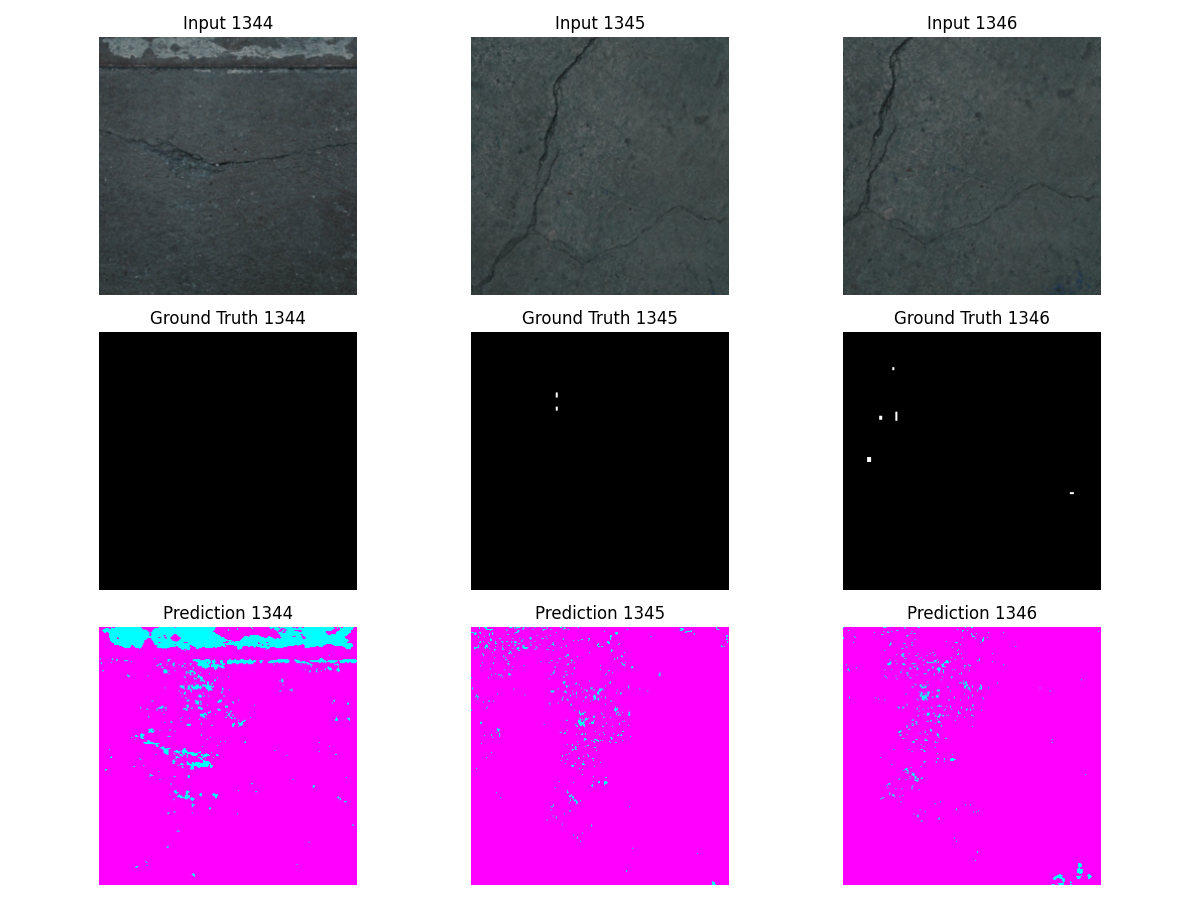 Input 1344
Input 1345
Input 1346
Ground Truth 1344
Ground Truth 1345
Ground Truth 1346
Prediction 1344
Prediction 1345
Prediction 1346